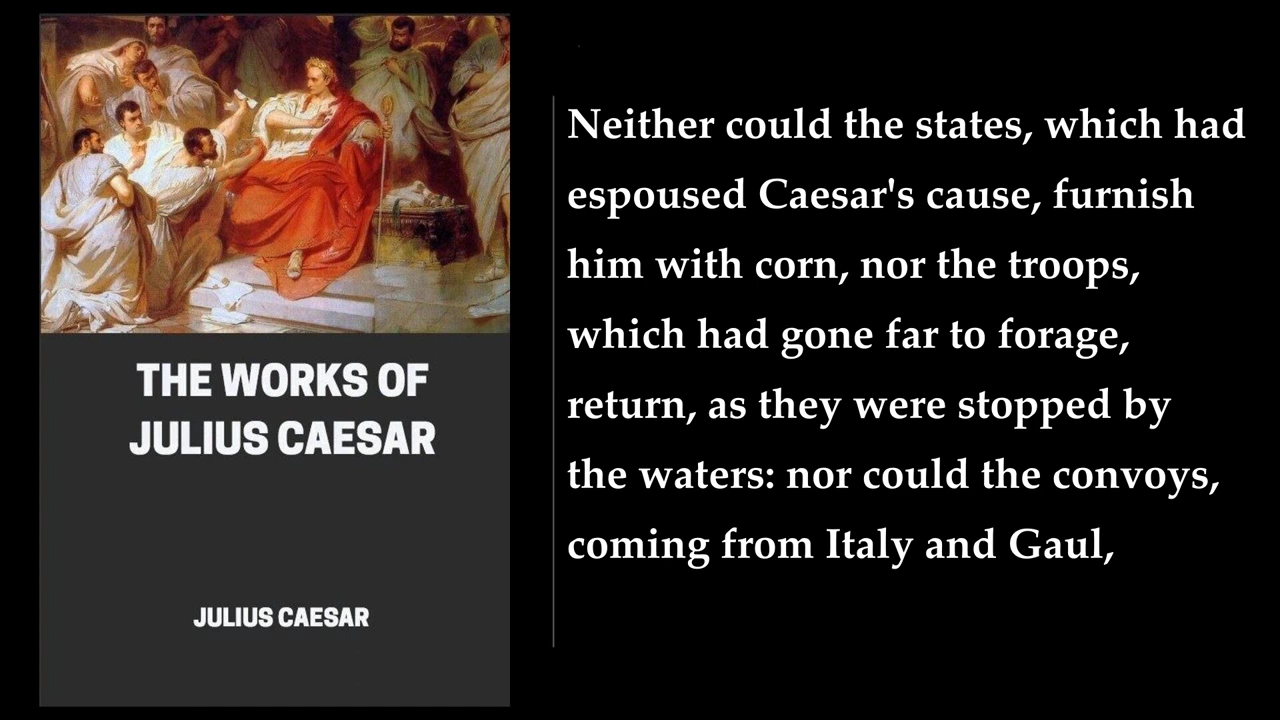 THE WORKS OF
JULIUS CAESAR
JULIUS CAESAR
Neither could the states, which had
espoused Caesar's cause, furnish
him with corn, nor the troops,
which had gone far to forage,
return, as they were stopped by
the waters: nor could the convoys,
coming from Italy and Gaul,